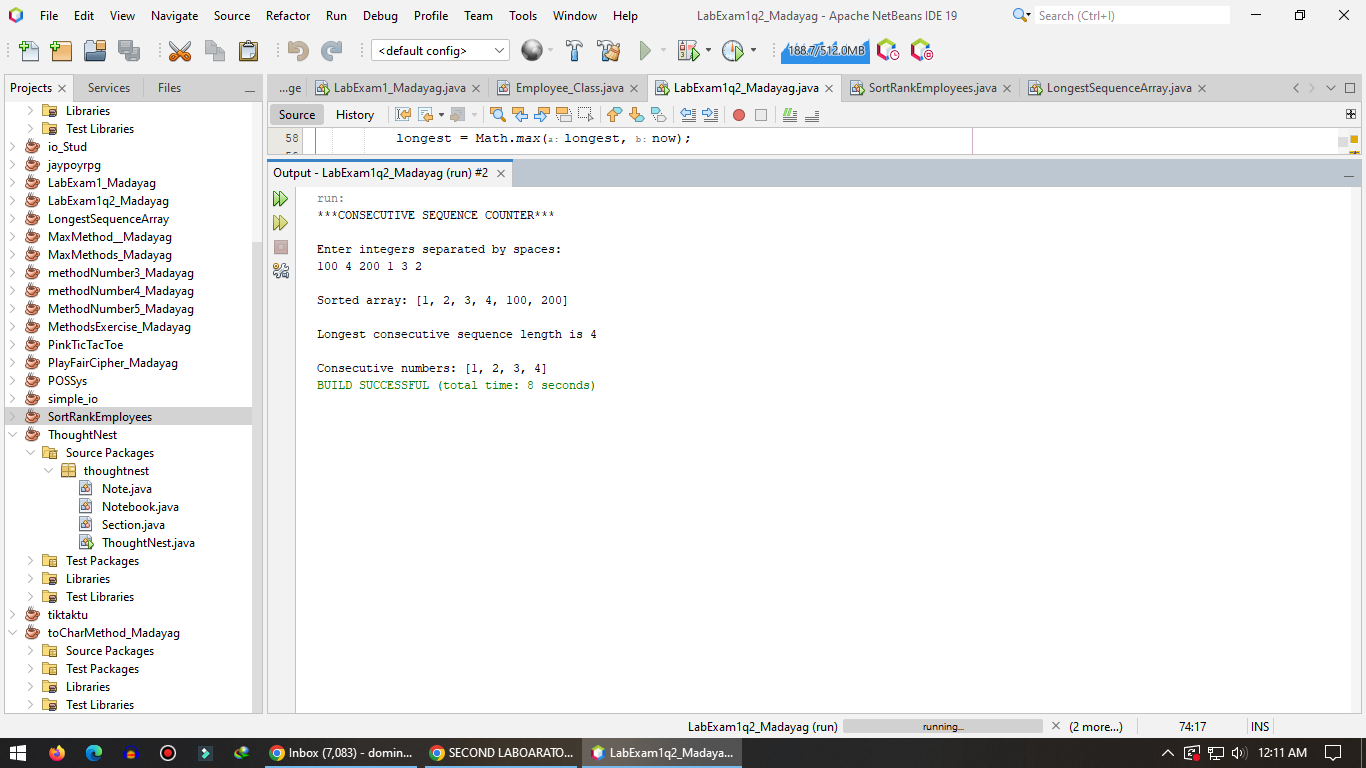 File Edit View Navigate Source Refactor Run Debug Profile Team Tools Window Help LabExam1q2_Madayag - Apache NetBeans IDE 19 Search (Ctrl+I)
<default config> 188.7/512.0MB
Projects Services Files ...ge LabExam1_Madayag.java Employee_Class.java LabExam1q2_Madayag.java SortRankEmployees.java LongestSequenceArray.java
Source History
58 longest = Math.max(a: longest, b: now);
Output - LabExam1q2_Madayag (run) #2
run:
***CONSECUTIVE SEQUENCE COUNTER***
Enter integers separated by spaces:
100 4 200 1 3 2
Sorted array: [1, 2, 3, 4, 100, 200]
Longest consecutive sequence length is 4
Consecutive numbers: [1, 2, 3, 4]
BUILD SUCCESSFUL (total time: 8 seconds)
Libraries
Test Libraries
io_Stud
jaypoyrpg
LabExam1_Madayag
LabExam1q2_Madayag
LongestSequenceArray
MaxMethod__Madayag
MaxMethods_Madayag
methodNumber3_Madayag
methodNumber4_Madayag
MethodNumber5_Madayag
MethodsExercise_Madayag
PinkTicTacToe
PlayFairCipher_Madayag
POSSys
simple_io
SortRankEmployees
ThoughtNest
Source Packages
thoughtnest
Note.java
Notebook.java
Section.java
ThoughtNest.java
Test Packages
Libraries
Test Libraries
tiktaktu
toCharMethod_Madayag
Source Packages
Test Packages
Libraries
Test Libraries
LabExam1q2_Madayag (run) running... (2 more...) 74:17 INS
Inbox (7,083) - domin... SECOND LABOARATO... LabExam1q2_Madaya... 12:11 AM